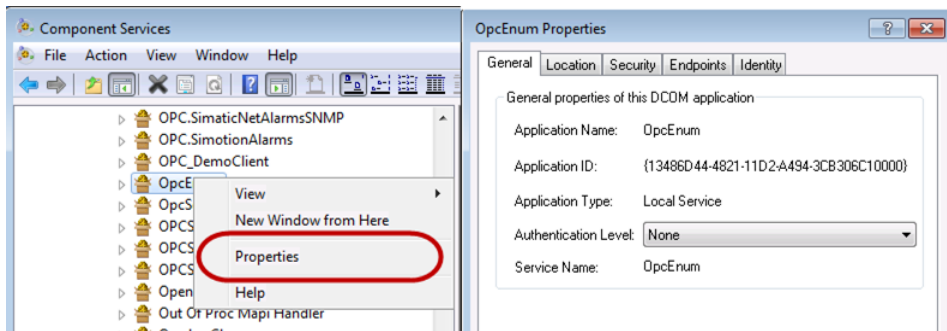 Component Services
File Action View Window Help
OPC.SimaticNetAlarmsSNMP
OPC.SimotionAlarms
OPC_DemoClient
OpcE
OpcS
OPCS
OPCS
OPCS
Open
Out Of Proc Mapi Handler
View
New Window from Here
Properties
Help
OpcEnum Properties
General Location Security Endpoints Identity
General properties of this DCOM application
Application Name: OpcEnum
Application ID: {13486D44-4821-11D2-A494-3CB306C10000}
Application Type: Local Service
Authentication Level: None
Service Name: OpcEnum